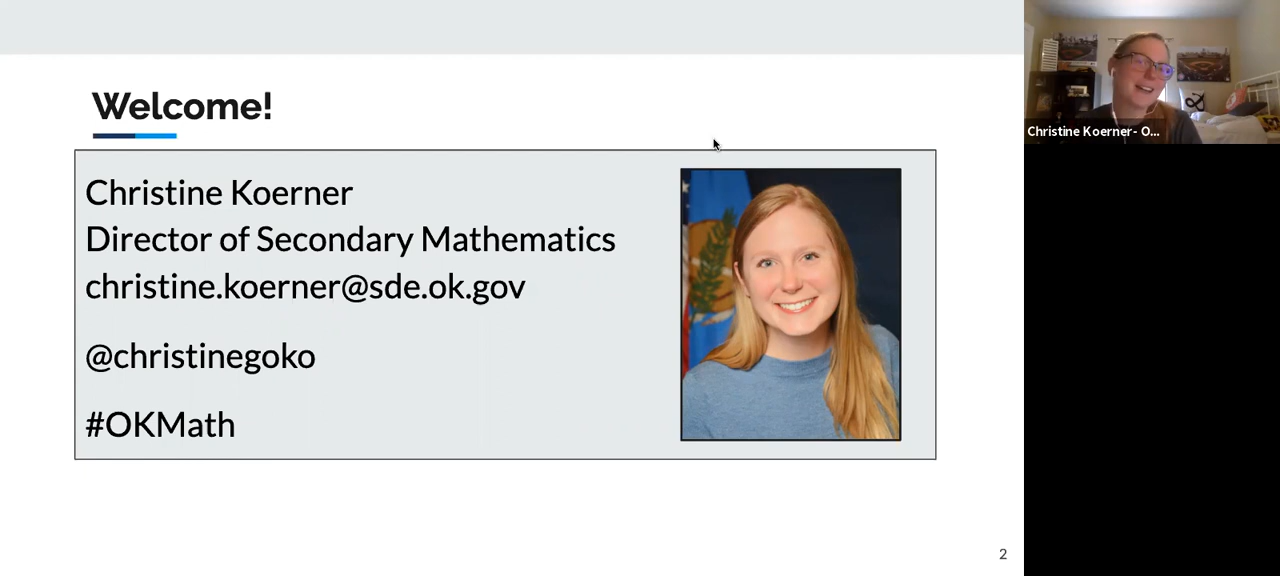 Welcome!
Christine Koerner
Director of Secondary Mathematics
christine.koerner@sde.ok.gov
@christinegoko
#OKMath
2
Christine Koerner- O...